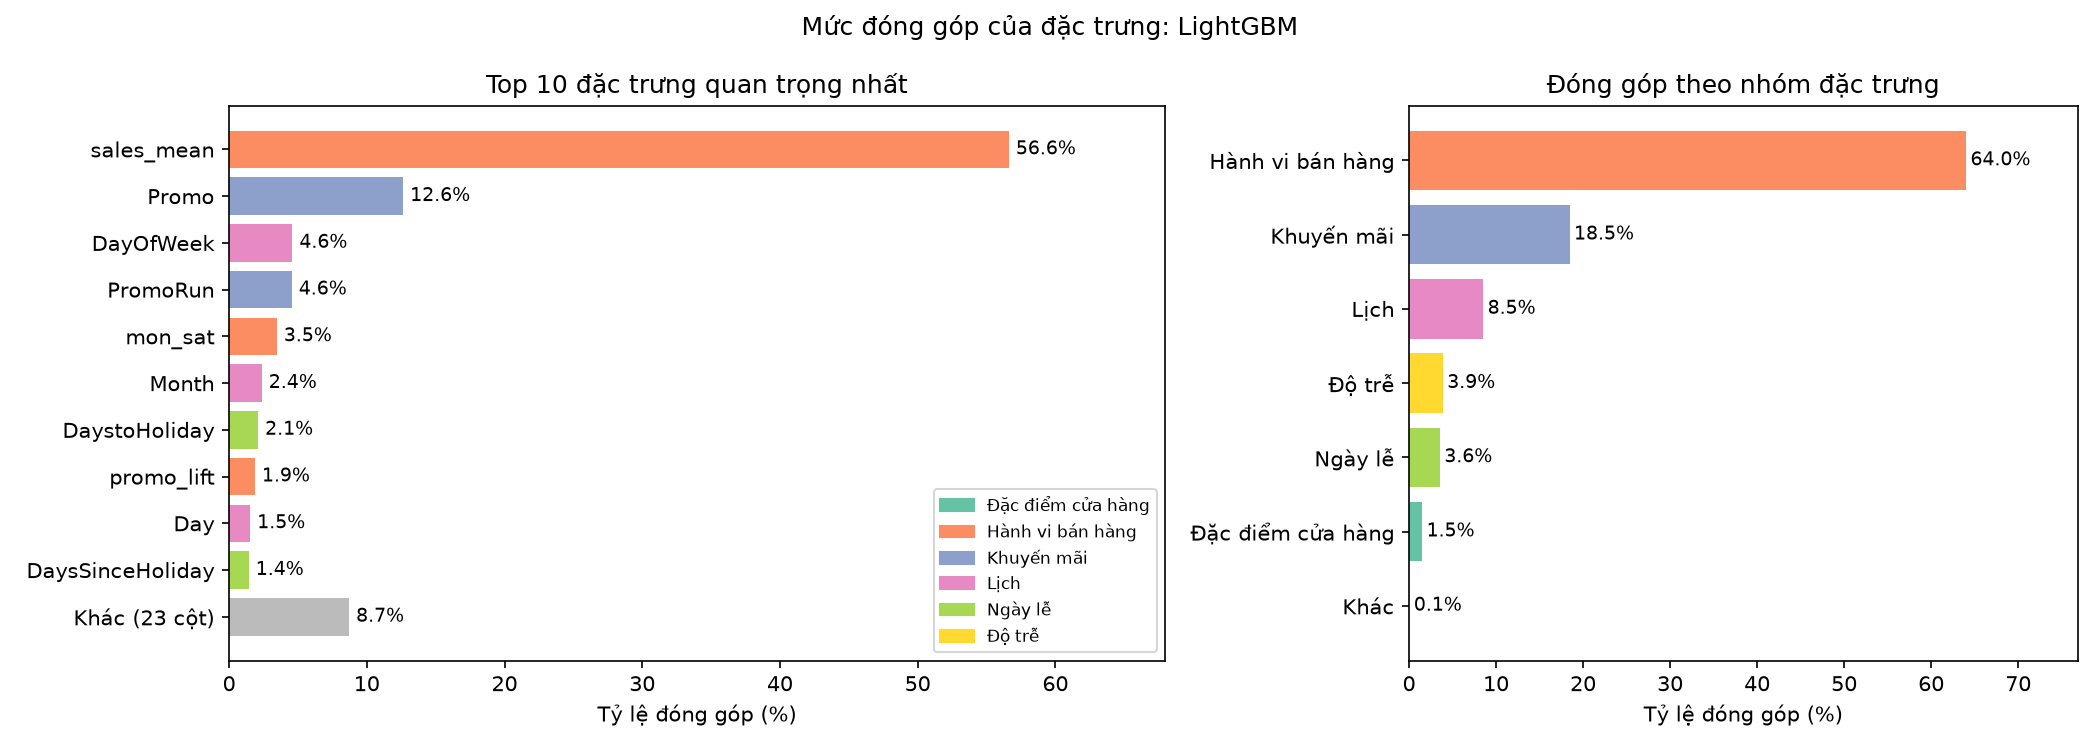 Mức đóng góp của đặc trưng: LightGBM
Top 10 đặc trưng quan trọng nhất
sales_mean
56.6%
Promo
12.6%
DayOfWeek
4.6%
PromoRun
4.6%
mon_sat
3.5%
Month
2.4%
DaystoHoliday
2.1%
promo_lift
1.9%
Day
1.5%
DaysSinceHoliday
1.4%
Khác (23 cột)
8.7%
Đặc điểm cửa hàng
Hành vi bán hàng
Khuyến mãi
Lịch
Ngày lễ
Độ trễ
0 10 20 30 40 50 60
Tỷ lệ đóng góp (%)
Đóng góp theo nhóm đặc trưng
Hành vi bán hàng
64.0%
Khuyến mãi
18.5%
Lịch
8.5%
Độ trễ
3.9%
Ngày lễ
3.6%
Đặc điểm cửa hàng
1.5%
Khác
0.1%
0 10 20 30 40 50 60 70
Tỷ lệ đóng góp (%)